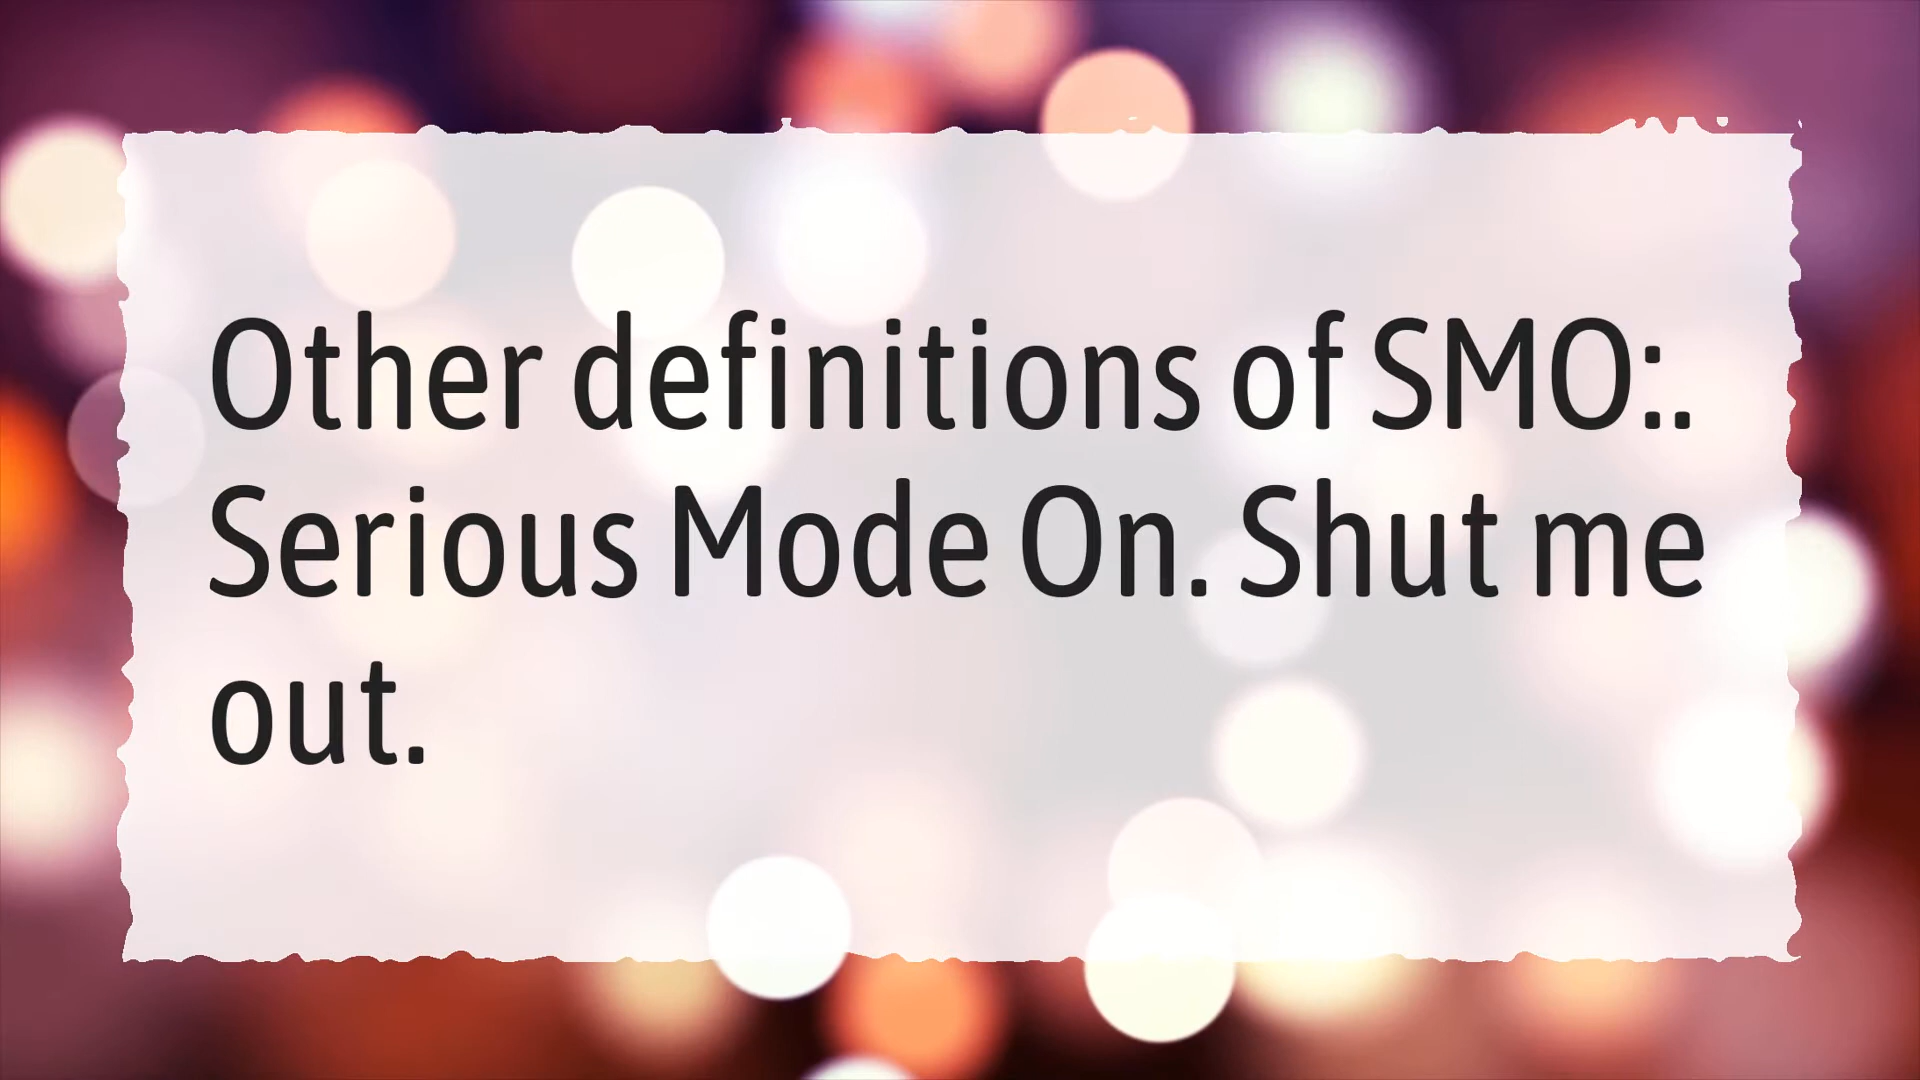 Other definitions of SMO:.
Serious Mode On. Shut me
out.